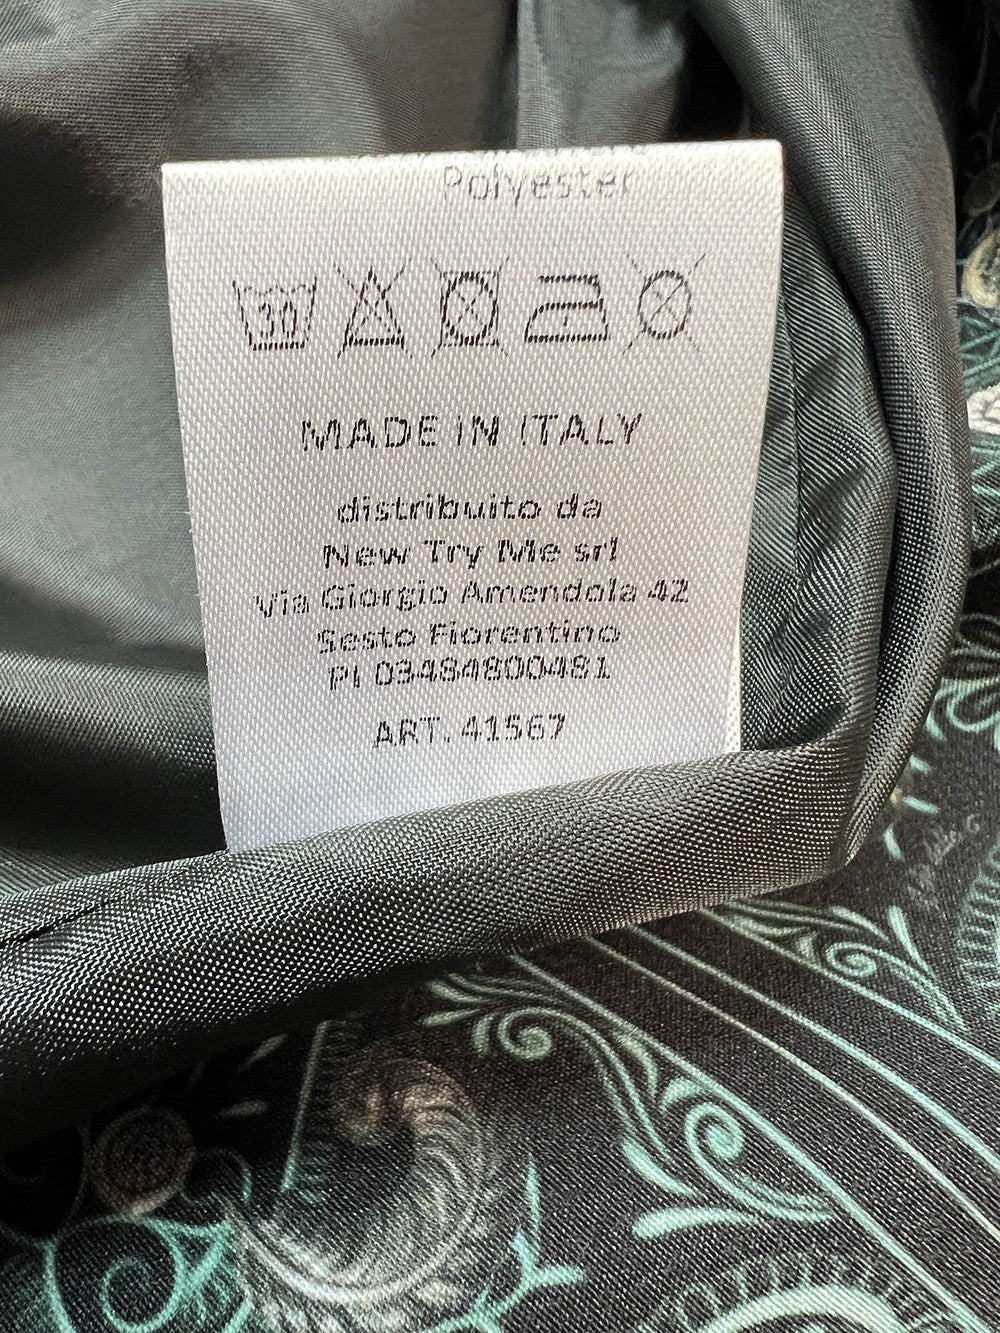 Polyester
30
MADE IN ITALY
distribuito da
New Try Me srl
Via Giorgio Amendola 42
Sesto Fiorentino
PI 03484800481
ART. 41567